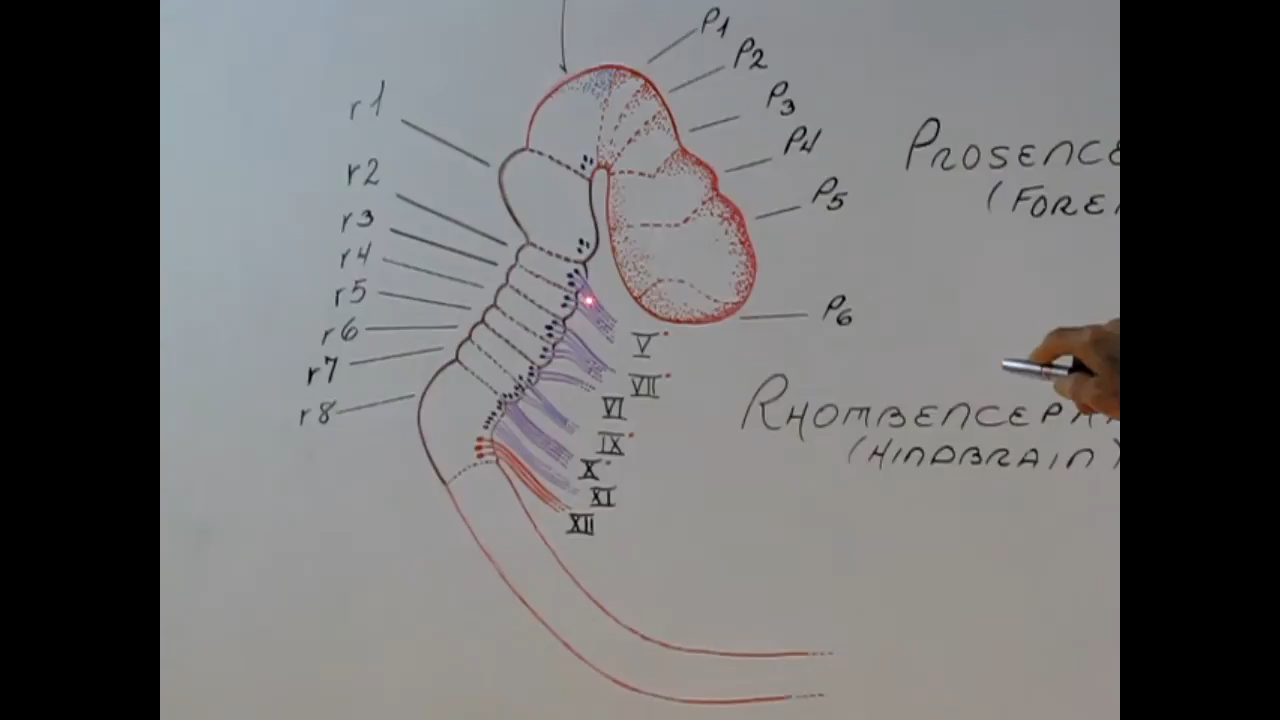 r1
r2
r3
r4
r5
r6
r7
r8
P1
P2
P3
P4
P5
P6
V
VII
VI
IX
X
XI
XII
PROSENCE
(FORE
RHOMBENCEPHA
(HINDBRAIN)